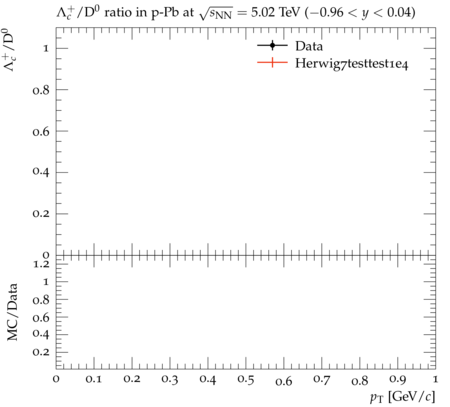 Λc+/D0 ratio in p-Pb at √sNN = 5.02 TeV (−0.96 < y < 0.04)
Λc+/D0
Data
Herwig7testtest1e4
1
0.8
0.6
0.4
0.2
0
MC/Data
1.2
1
0.8
0.6
0.4
0.2
0 0.1 0.2 0.3 0.4 0.5 0.6 0.7 0.8 0.9 1
pT [GeV/c]